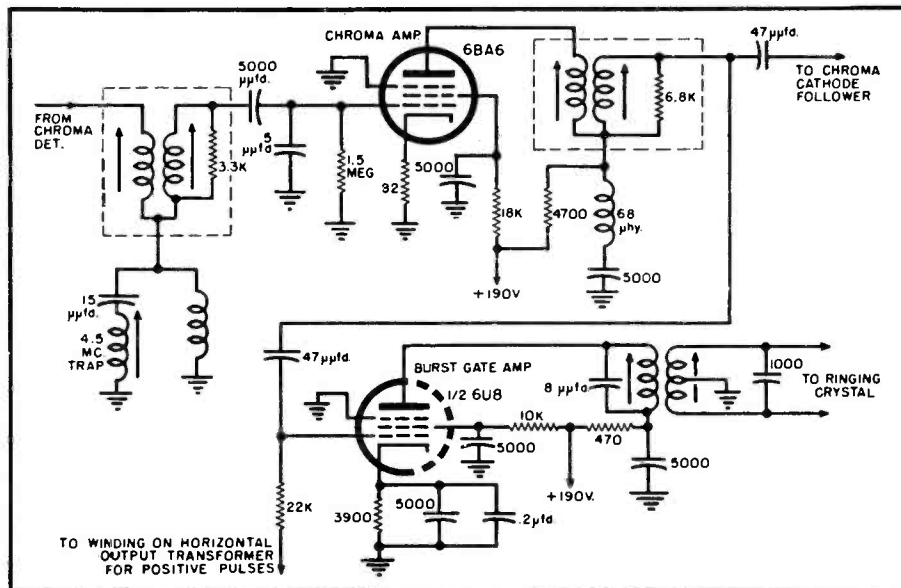 CHROMA AMP.
6BA6
47μμfd.
5000
μμfd.
TO CHROMA
CATHODE
FOLLOWER
FROM
CHROMA
DET.
3.3K
5
μμfd
1.5
MEG
82
5000
18K
4700
6.8K
68
μhy.
5000
+190V
15
μμfd.
4.5
MC.
TRAP
47μμfd.
BURST GATE AMP
1/2 6U8
8 μμfd
1000
TO RINGING
CRYSTAL
10K
470
5000
5000
+190V.
22K
3900
5000
.2μfd.
TO WINDING ON HORIZONTAL
OUTPUT TRANSFORMER
FOR POSITIVE PULSES